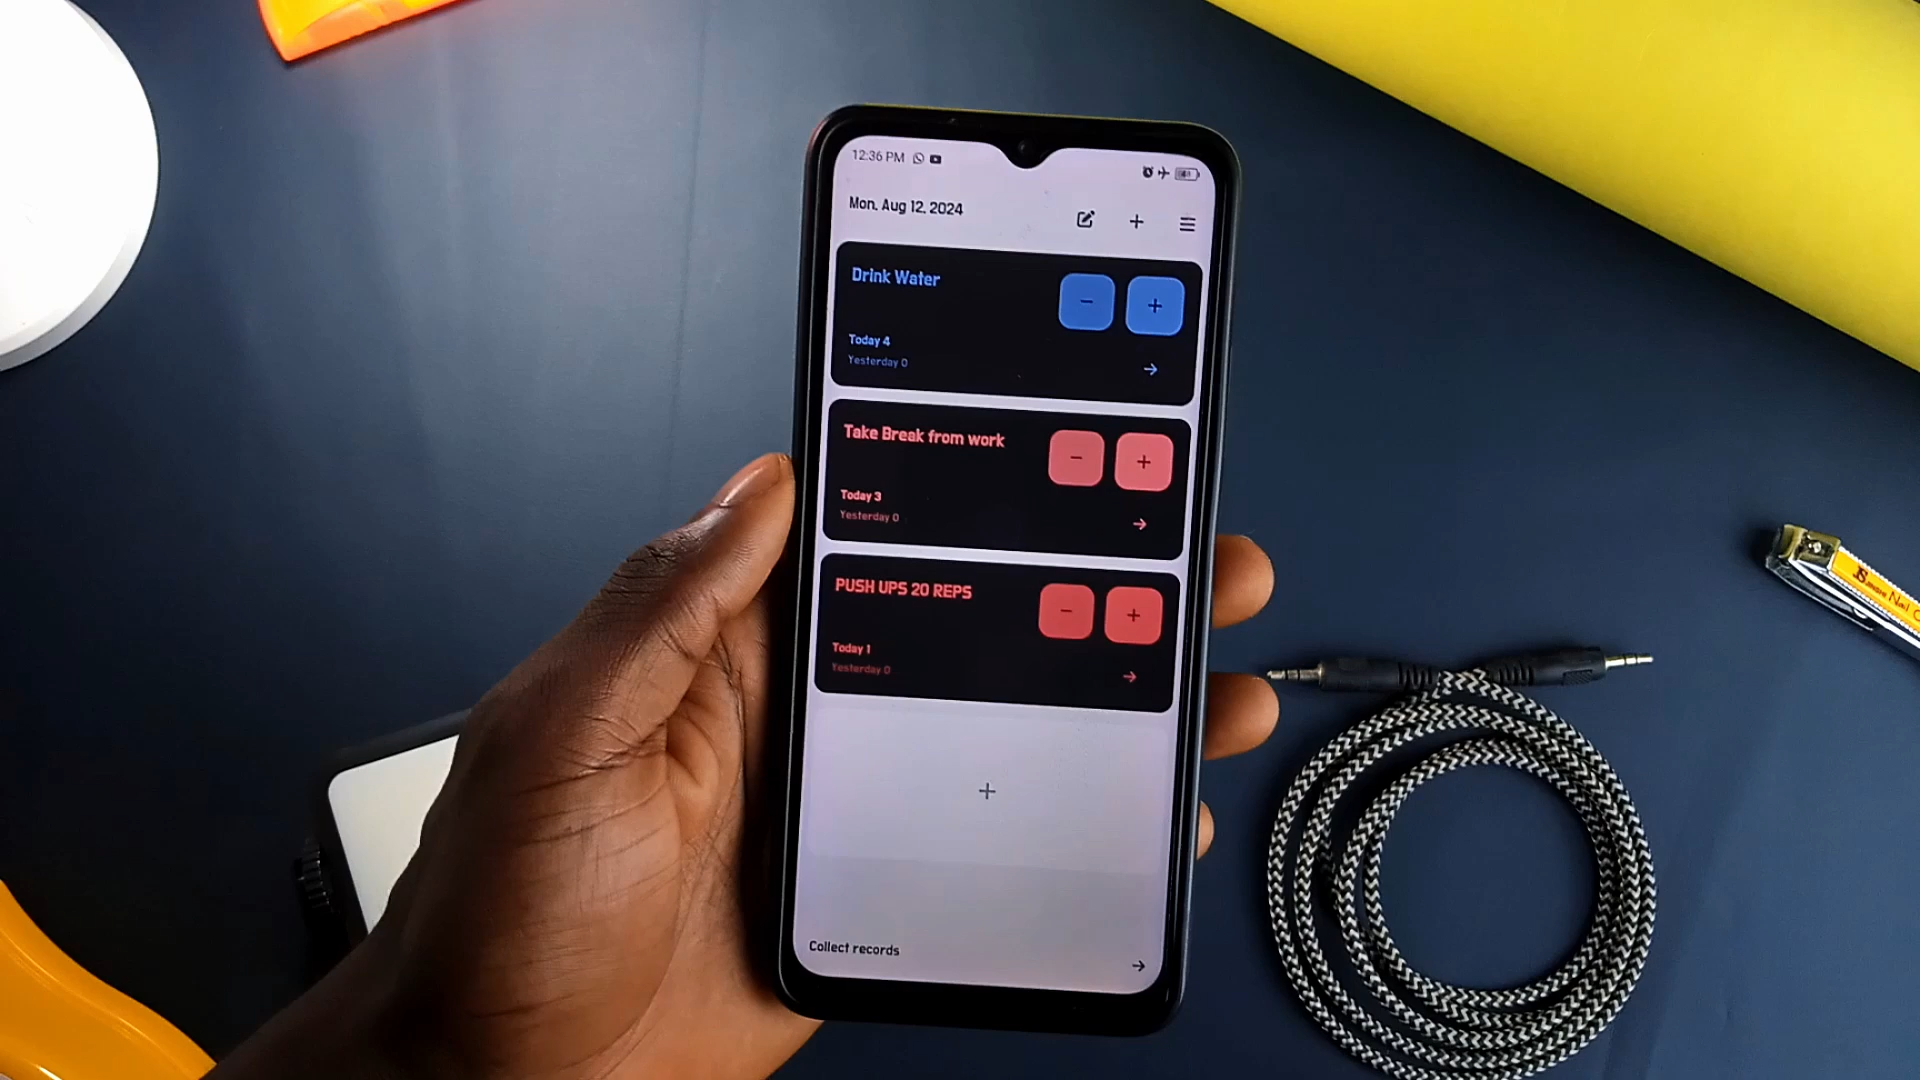 12:36 PM
Mon, Aug 12, 2024
Drink Water
Today 4
Yesterday 0
Take Break from work
Today 3
Yesterday 0
PUSH UPS 20 REPS
Today 1
Yesterday 0
Collect records
Nail